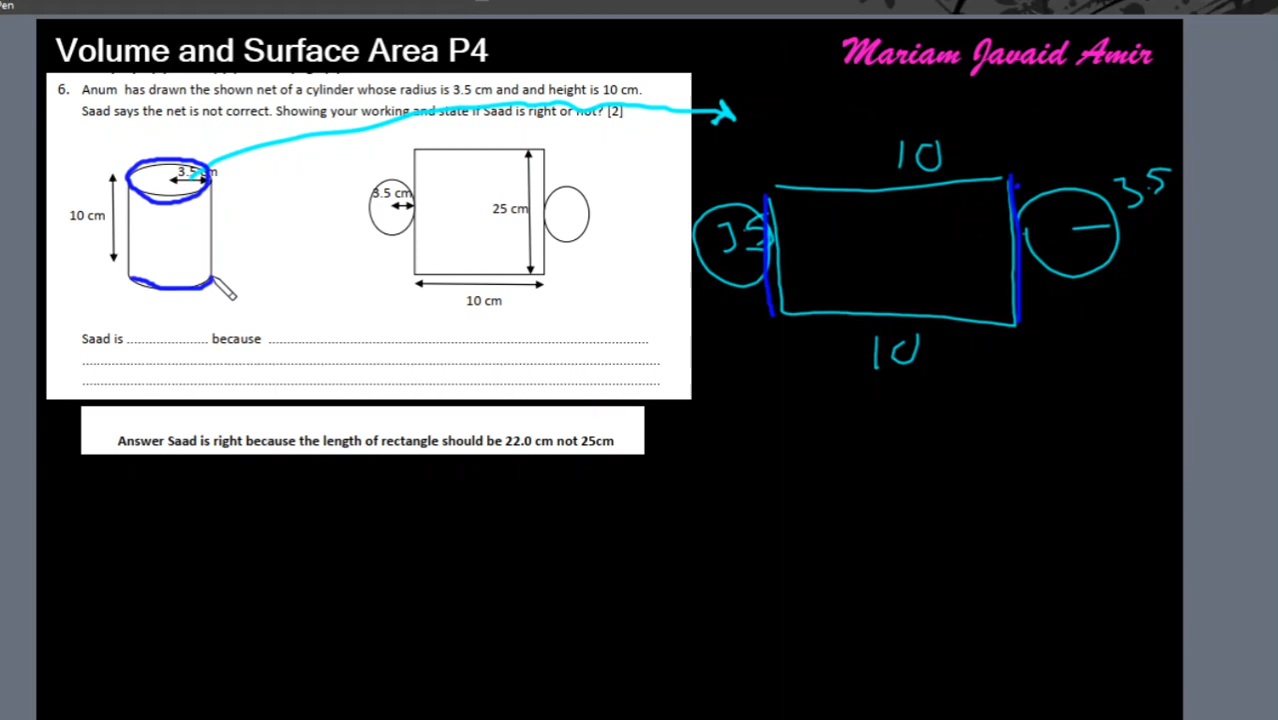 Pen
Volume and Surface Area P4
Mariam Javaid Amir
6. Anum has drawn the shown net of a cylinder whose radius is 3.5 cm and and height is 10 cm.
Saad says the net is not correct. Showing your working and state if Saad is right or not? [2]
3.5 cm
10 cm
3.5 cm
25 cm
10 cm
10
3.5
3.5
10
Saad is .................... because ....................
Answer Saad is right because the length of rectangle should be 22.0 cm not 25cm